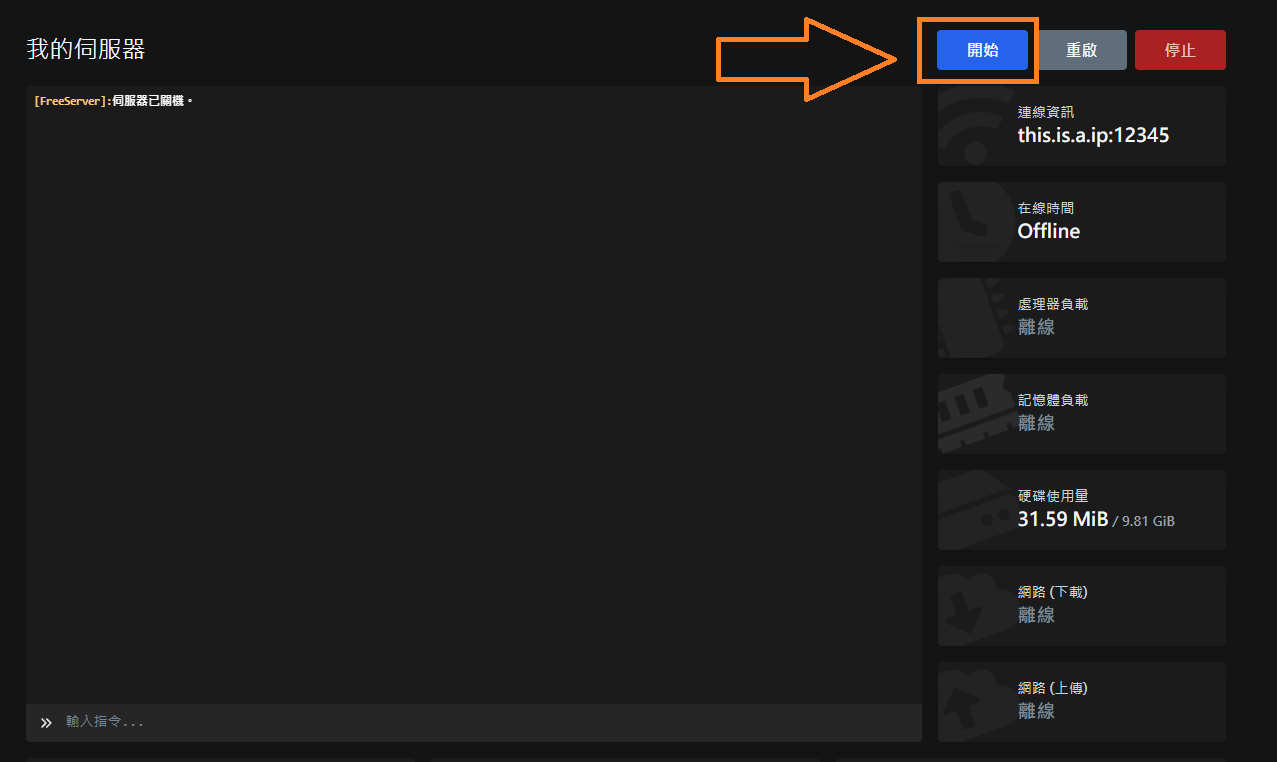 我的伺服器
開始
重啟
停止
[FreeServer]:伺服器已關機。
連線資訊
this.is.a.ip:12345
在線時間
Offline
處理器負載
離線
記憶體負載
離線
硬碟使用量
31.59 MiB / 9.81 GiB
網路 (下載)
離線
網路 (上傳)
離線
» 輸入指令...